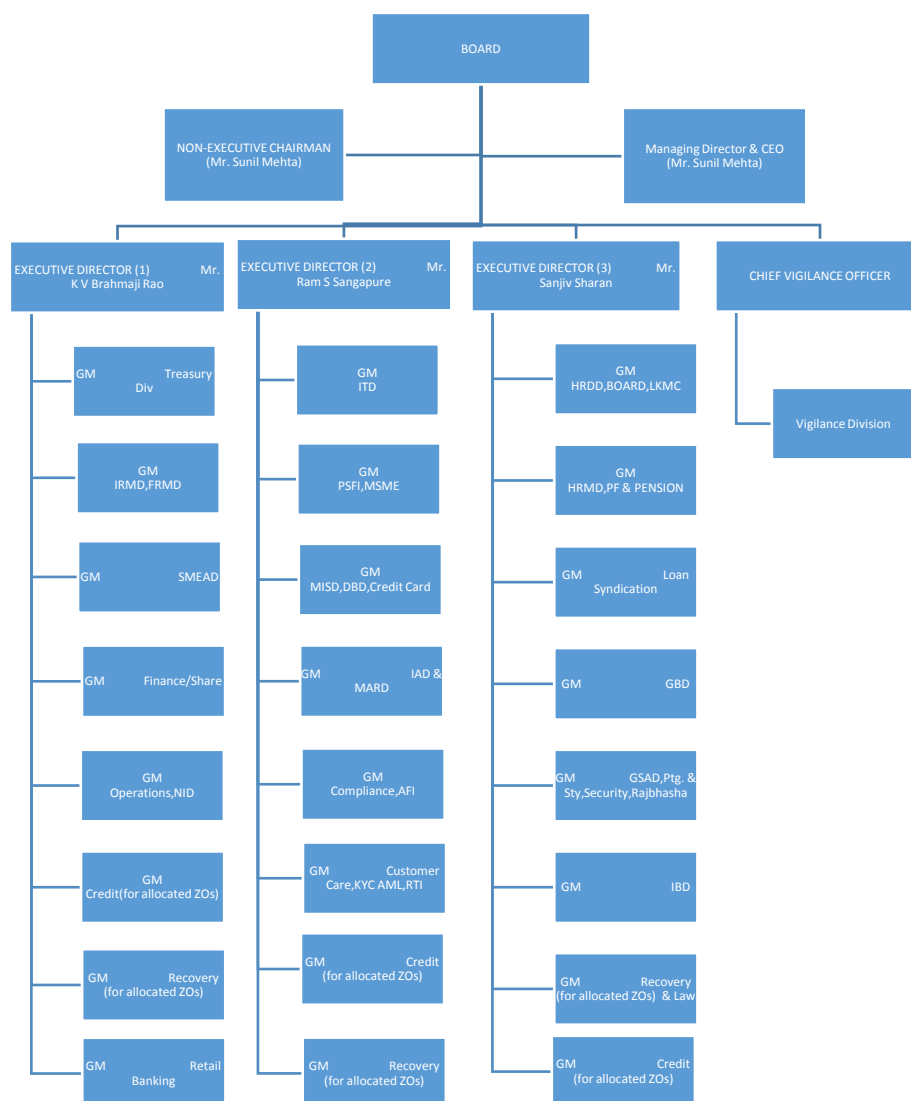 BOARD
NON-EXECUTIVE CHAIRMAN
(Mr. Sunil Mehta)
Managing Director & CEO
(Mr. Sunil Mehta)
EXECUTIVE DIRECTOR (1) Mr.
K V Brahmaji Rao
EXECUTIVE DIRECTOR (2) Mr.
Ram S Sangapure
EXECUTIVE DIRECTOR (3) Mr.
Sanjiv Sharan
CHIEF VIGILANCE OFFICER
GM Treasury
Div
GM
IRMD,FRMD
GM SMEAD
GM Finance/Share
GM
Operations,NID
GM
Credit(for allocated ZOs)
GM Recovery
(for allocated ZOs)
GM Retail
Banking
GM
ITD
GM
PSFI,MSME
GM
MISD,DBD,Credit Card
GM IAD &
MARD
GM
Compliance,AFI
GM Customer
Care,KYC AML,RTI
GM Credit
(for allocated ZOs)
GM Recovery
(for allocated ZOs)
GM
HRDD,BOARD,LKMC
GM
HRMD,PF & PENSION
GM Loan
Syndication
GM GBD
GM GSAD,Ptg. &
Sty,Security,Rajbhasha
GM IBD
GM Recovery
(for allocated ZOs) & Law
GM Credit
(for allocated ZOs)
Vigilance Division